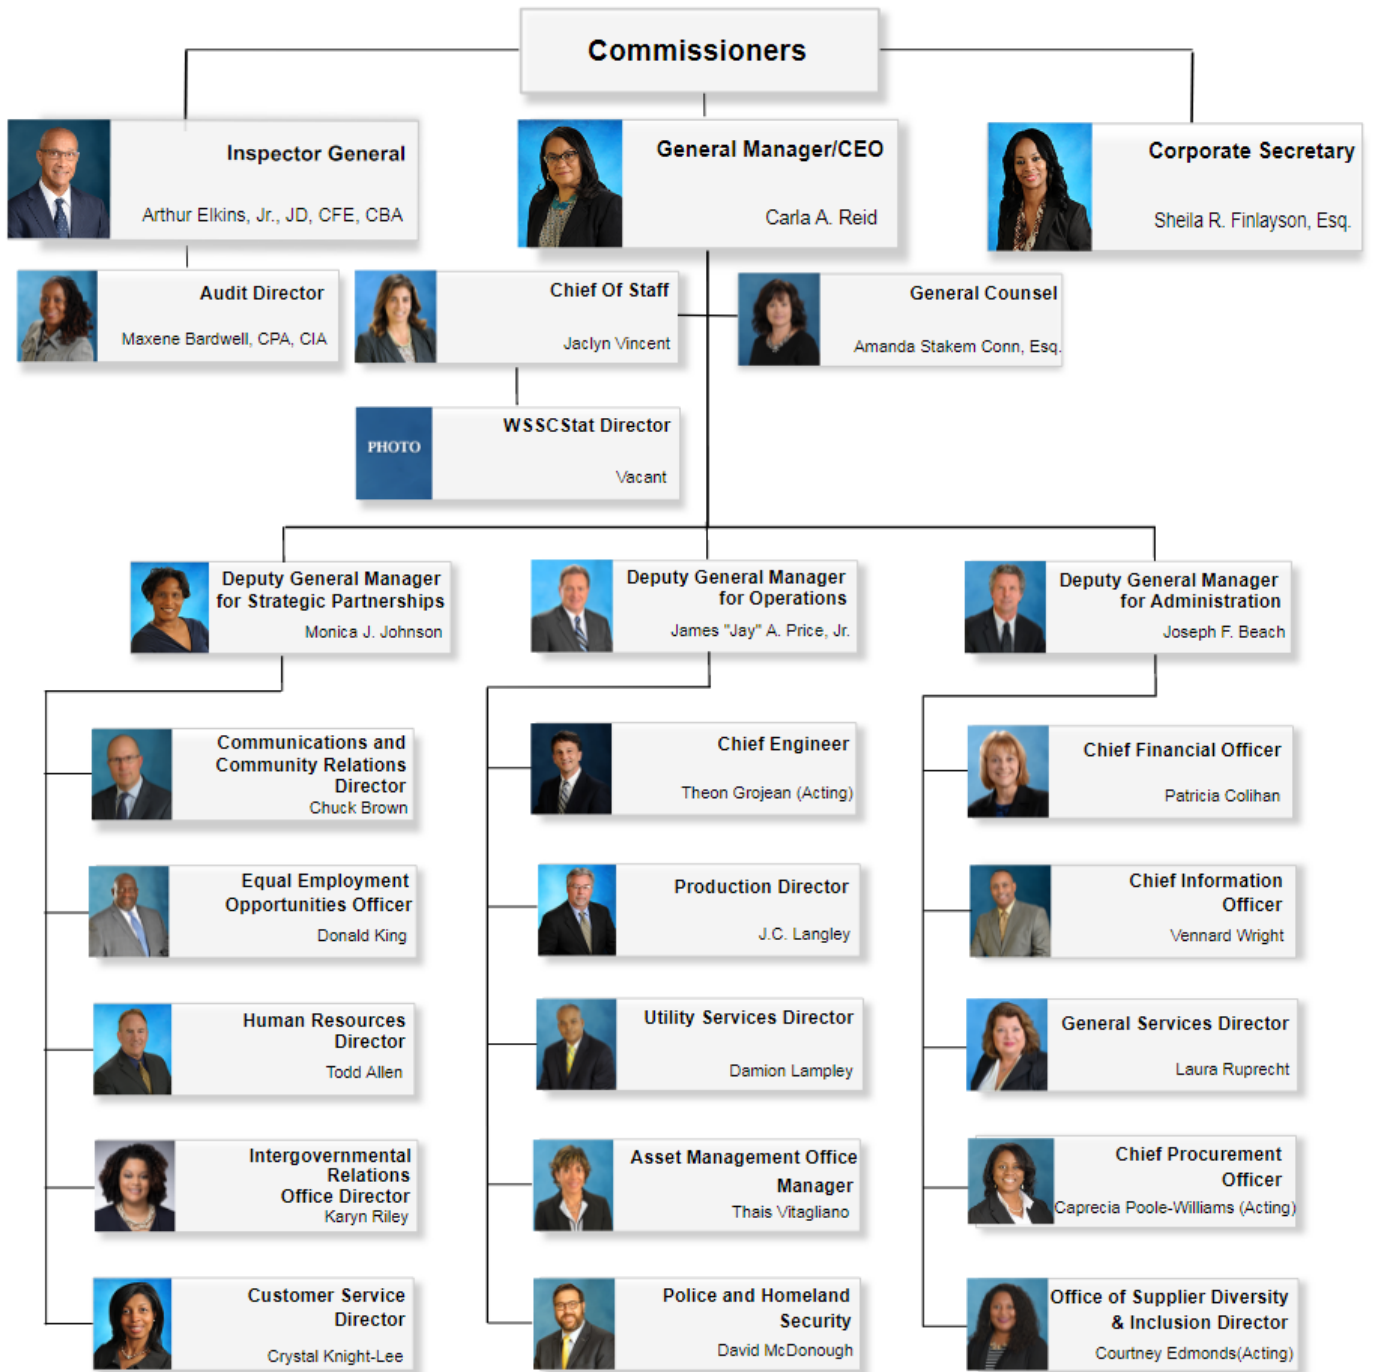 Commissioners
Inspector General
Arthur Elkins, Jr., JD, CFE, CBA
General Manager/CEO
Carla A. Reid
Corporate Secretary
Sheila R. Finlayson, Esq.
Audit Director
Maxene Bardwell, CPA, CIA
Chief Of Staff
Jaclyn Vincent
General Counsel
Amanda Stakem Conn, Esq.
PHOTO
WSSCStat Director
Vacant
Deputy General Manager
for Strategic Partnerships
Monica J. Johnson
Deputy General Manager
for Operations
James "Jay" A. Price, Jr.
Deputy General Manager
for Administration
Joseph F. Beach
Communications and
Community Relations
Director
Chuck Brown
Equal Employment
Opportunities Officer
Donald King
Human Resources
Director
Todd Allen
Intergovernmental
Relations
Office Director
Karyn Riley
Customer Service
Director
Crystal Knight-Lee
Chief Engineer
Theon Grojean (Acting)
Production Director
J.C. Langley
Utility Services Director
Damion Lampley
Asset Management Office
Manager
Thais Vitagliano
Police and Homeland
Security
David McDonough
Chief Financial Officer
Patricia Colihan
Chief Information
Officer
Vennard Wright
General Services Director
Laura Ruprecht
Chief Procurement
Officer
Caprecia Poole-Williams (Acting)
Office of Supplier Diversity
& Inclusion Director
Courtney Edmonds(Acting)